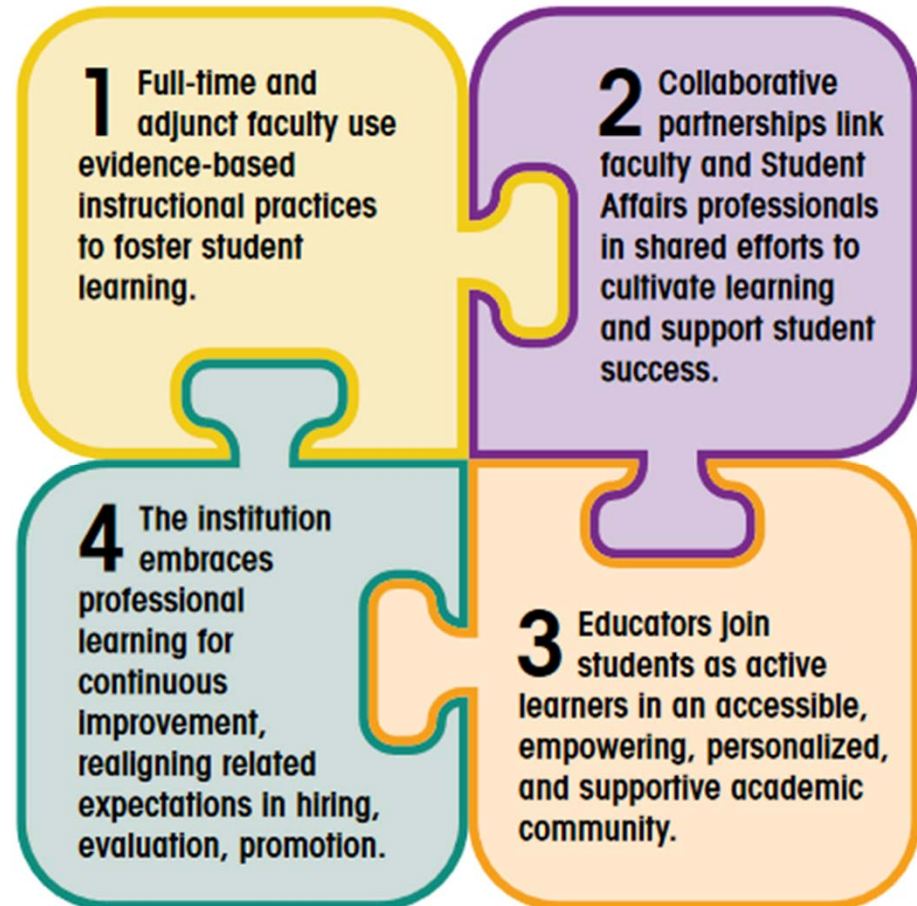 1 Full-time and
adjunct faculty use
evidence-based
instructional practices
to foster student
learning.
2 Collaborative
partnerships link
faculty and Student
Affairs professionals
in shared efforts to
cultivate learning
and support student
success.
3 Educators join
students as active
learners in an accessible,
empowering, personalized,
and supportive academic
community.
4 The institution
embraces
professional
learning for
continuous
improvement,
realigning related
expectations in hiring,
evaluation, promotion.